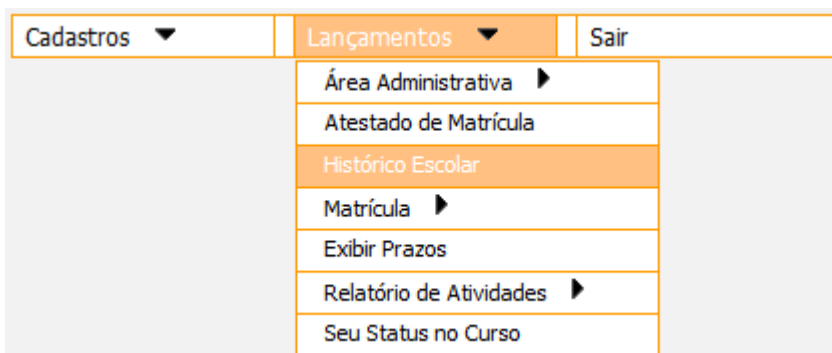 Cadastros Lançamentos Sair
Área Administrativa
Atestado de Matrícula
Histórico Escolar
Matrícula
Exibir Prazos
Relatório de Atividades
Seu Status no Curso